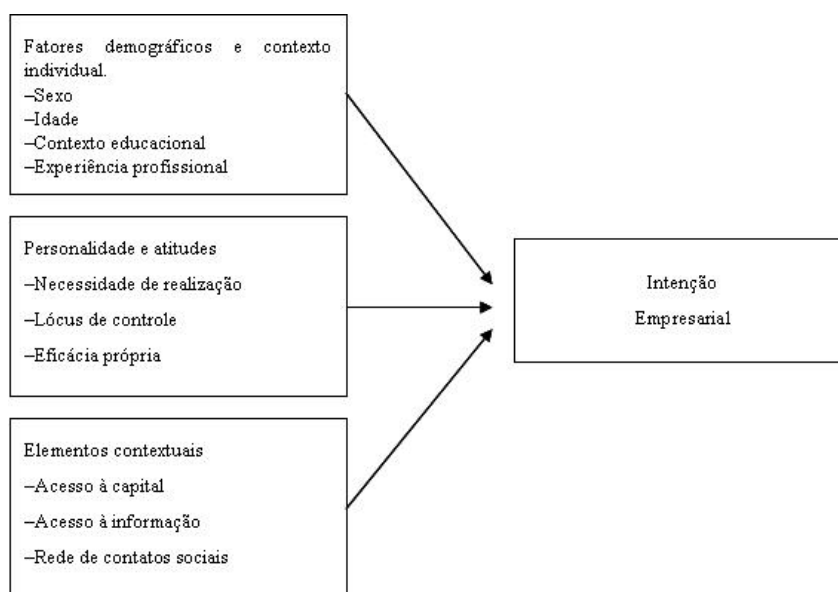 Fatores demográficos e contexto
individual.
–Sexo
–Idade
–Contexto educacional
–Experiência profissional
Personalidade e atitudes
–Necessidade de realização
–Lócus de controle
–Eficácia própria
Elementos contextuais
–Acesso à capital
–Acesso à informação
–Rede de contatos sociais
Intenção
Empresarial